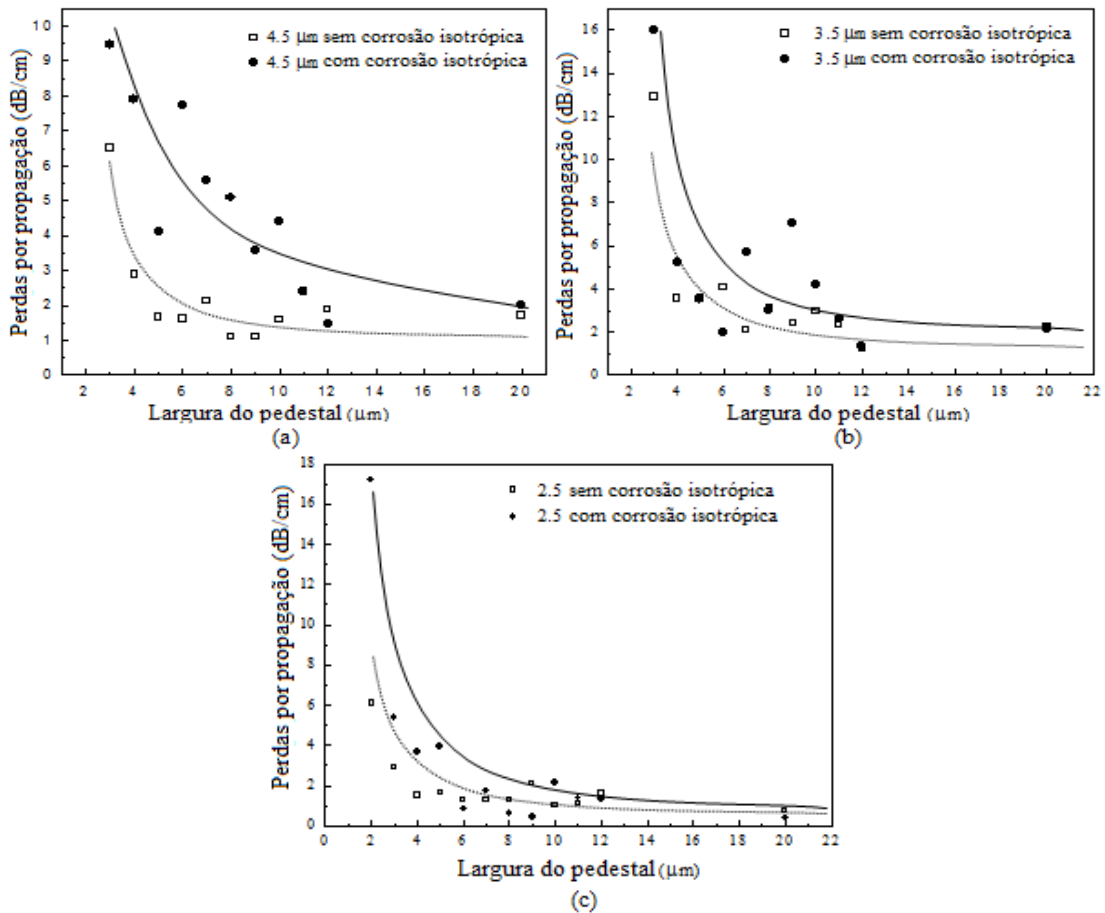 Perdas por propagação (dB/cm)
10
9
8
7
6
5
4
3
2
1
0
4.5 µm sem corrosão isotrópica
4.5 µm com corrosão isotrópica
2 4 6 8 10 12 14 16 18 20
Largura do pedestal (µm)
(a)
Perdas por propagação (dB/cm)
16
14
12
10
8
6
4
2
0
3.5 µm sem corrosão isotrópica
3.5 µm com corrosão isotrópica
2 4 6 8 10 12 14 16 18 20 22
Largura do pedestal (µm)
(b)
Perdas por propagação (dB/cm)
18
16
14
12
10
8
6
4
2
0
2.5 sem corrosão isotrópica
2.5 com corrosão isotrópica
0 2 4 6 8 10 12 14 16 18 20 22
Largura do pedestal (µm)
(c)